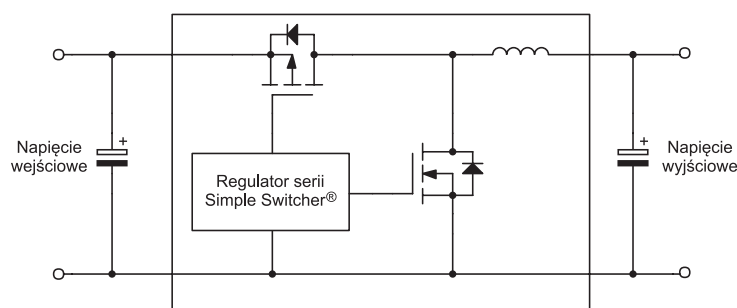 Napięcie
wejściowe
+
Regulator serii
Simple Switcher®
+
Napięcie
wyjściowe